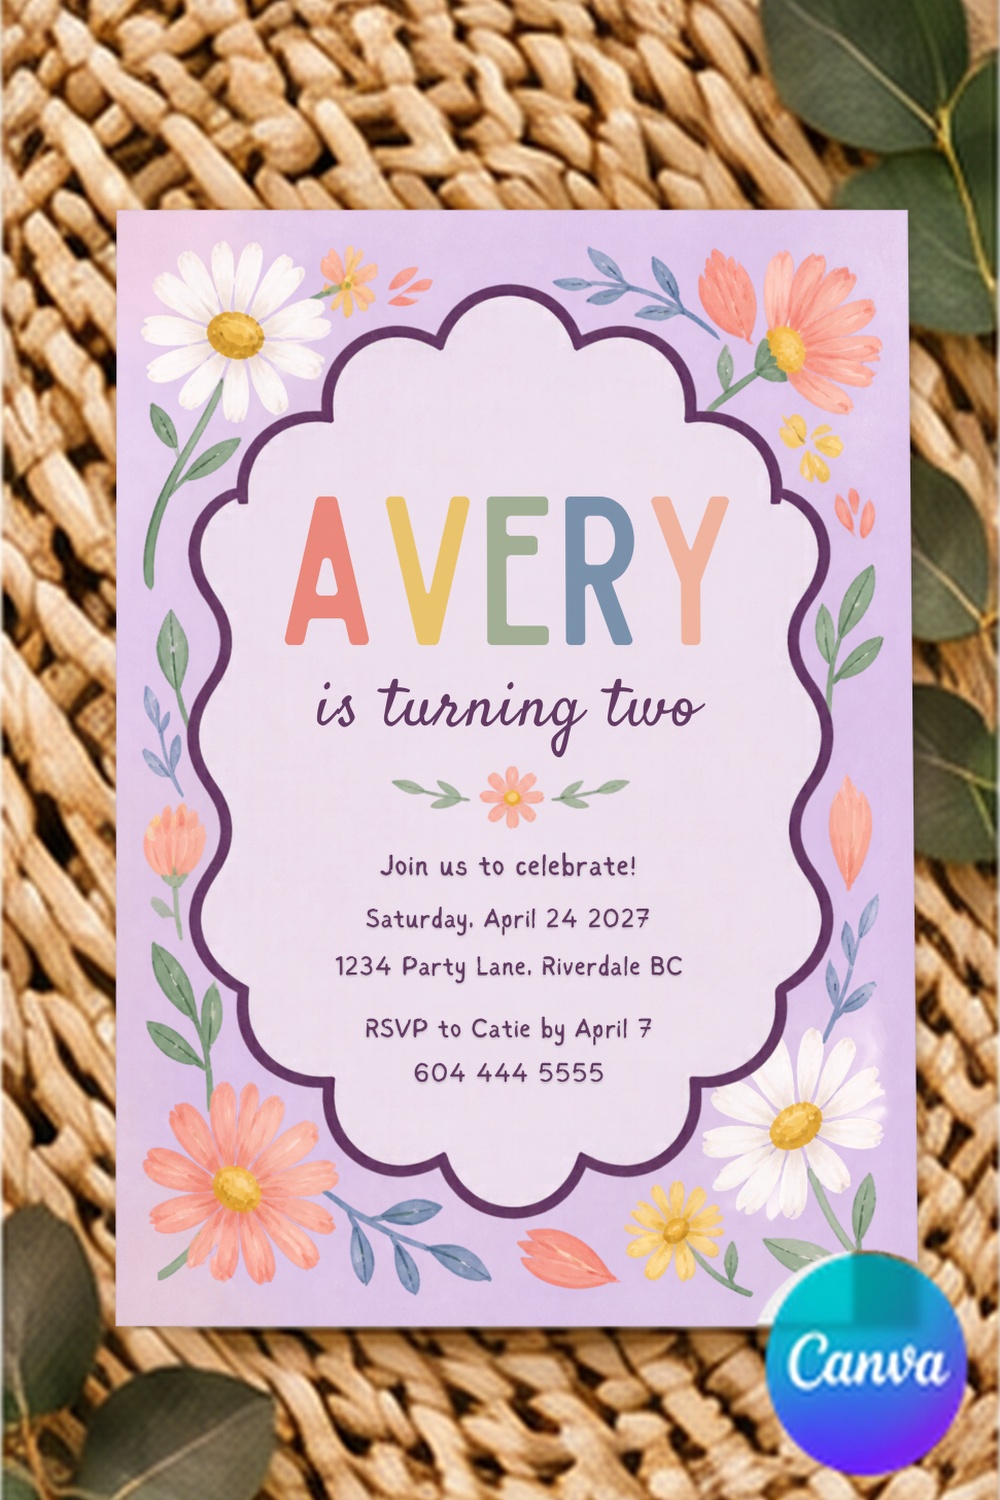 AVERY
is turning two
Join us to celebrate!
Saturday, April 24 2027
1234 Party Lane, Riverdale BC
RSVP to Catie by April 7
604 444 5555
Canva